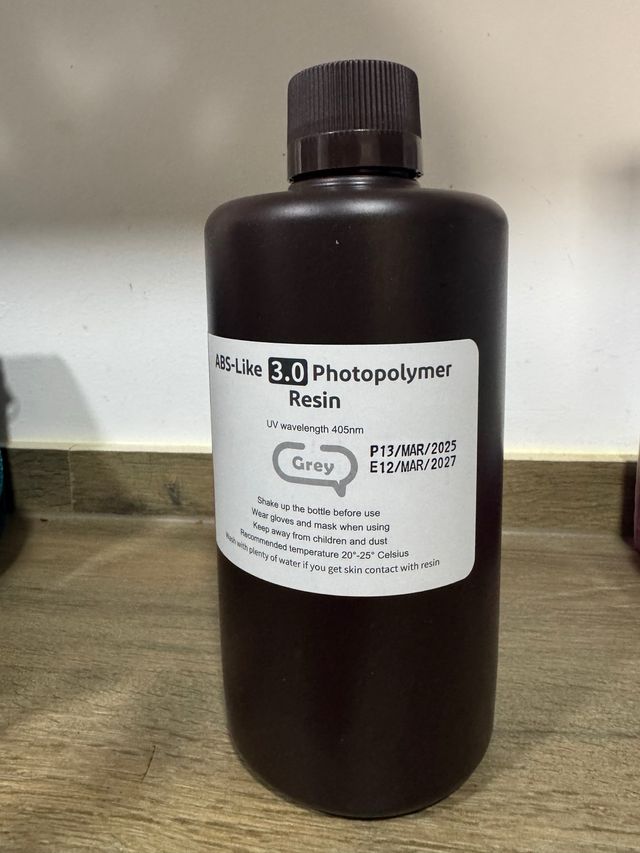 ABS-Like 3.0 Photopolymer
Resin
UV wavelength 405nm
Grey
P13/MAR/2025
E12/MAR/2027
Shake up the bottle before use
Wear gloves and mask when using
Keep away from children and dust
Recommended temperature 20°-25° Celsius
Wash with plenty of water if you get skin contact with resin